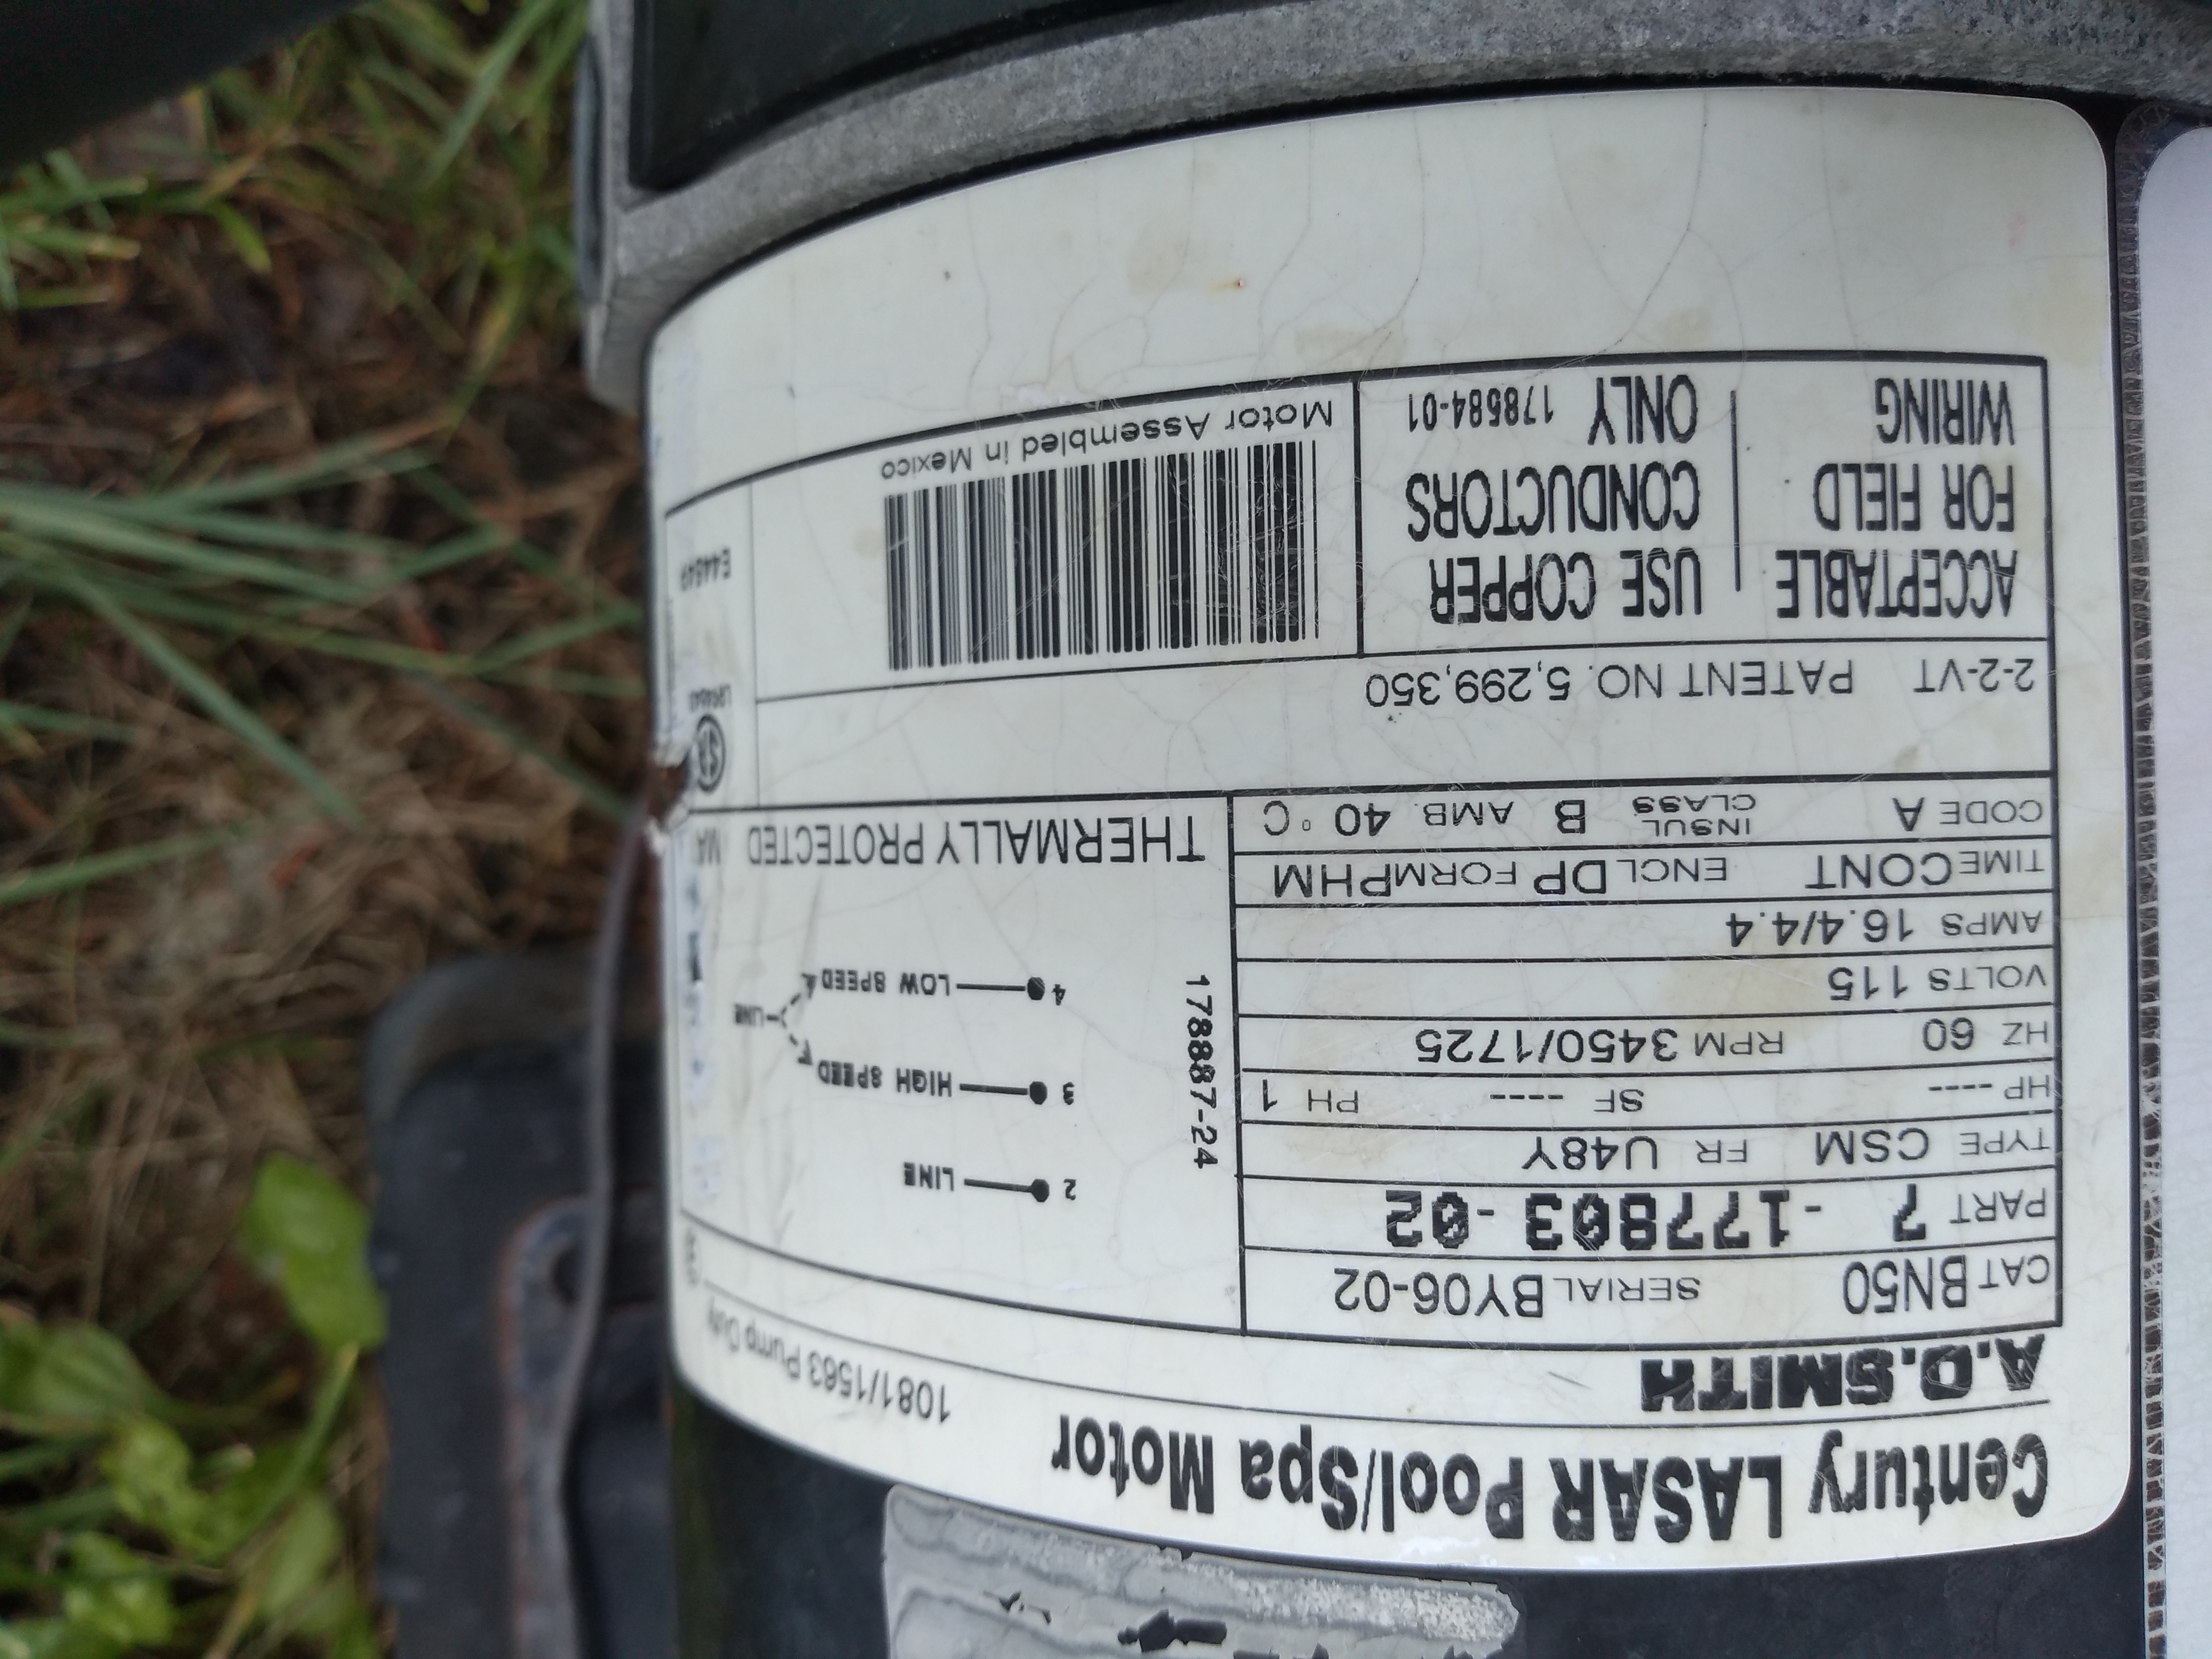 Century LASAR Pool/Spa Motor
A.O.SMITH
1081/1563 Pump Duty
CAT BN50 SERIAL BY06-02
PART 7 -177803-02
TYPE CSM FR U48Y
HP ---- SF ---- PH 1
HZ 60 RPM 3450/1725
VOLTS 115
AMPS 16.4/4.4
TIME CONT ENCL DP FORM PHM
CODE A INSUL CLASS B AMB. 40 °C
2 LINE
3 HIGH SPEED
LINE
4 LOW SPEED
178887-24
THERMALLY PROTECTED
2-2-VT PATENT NO. 5,299,350
ACCEPTABLE
FOR FIELD
WIRING
USE COPPER
CONDUCTORS
ONLY 178584-01
Motor Assembled in Mexico